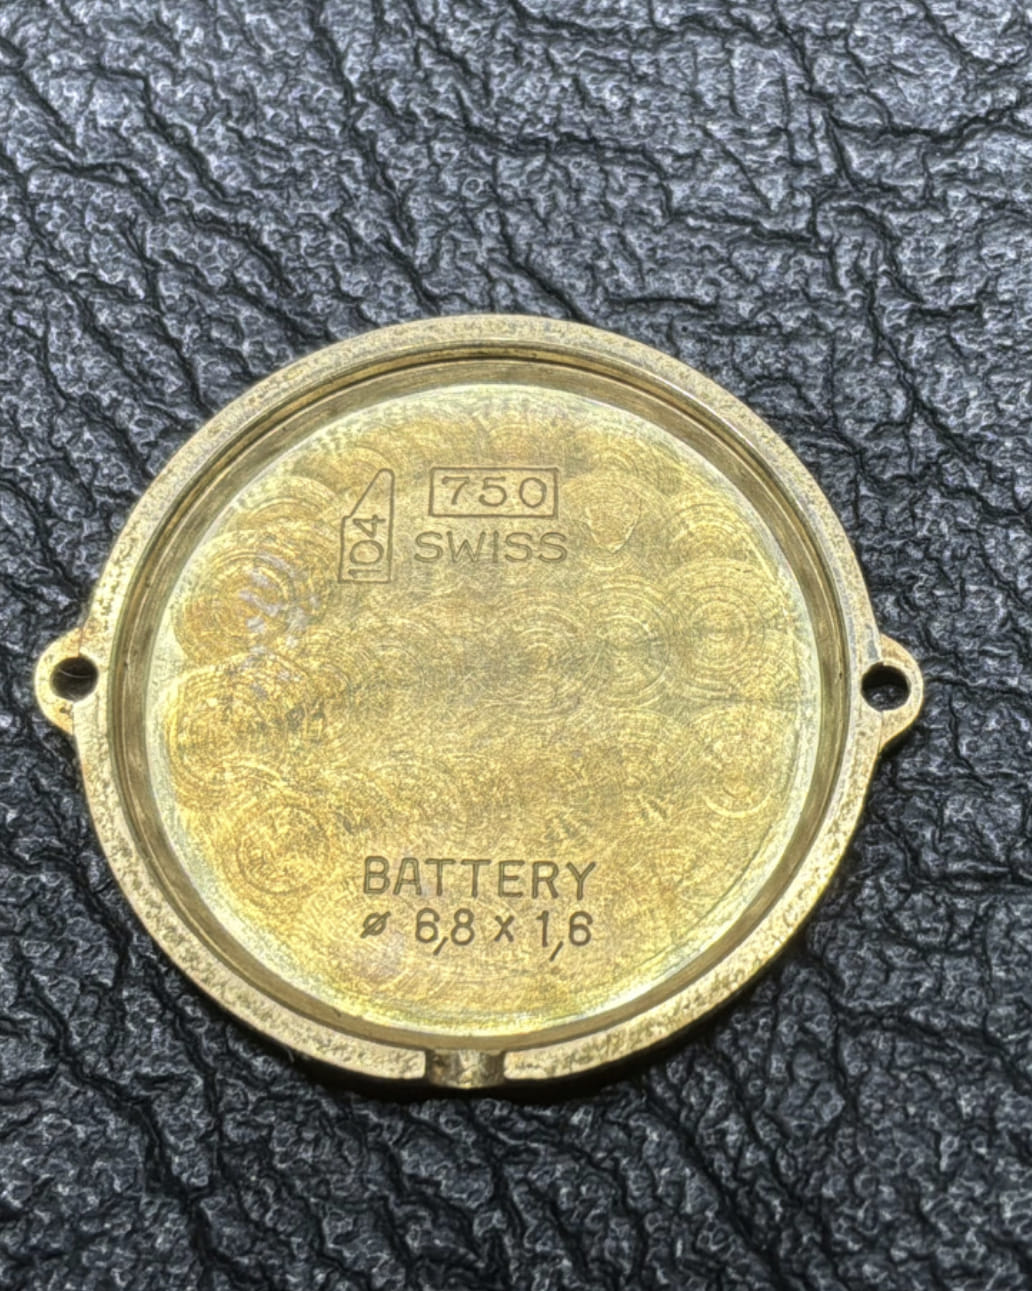 750
104
SWISS
BATTERY
ø 6,8 x 1,6